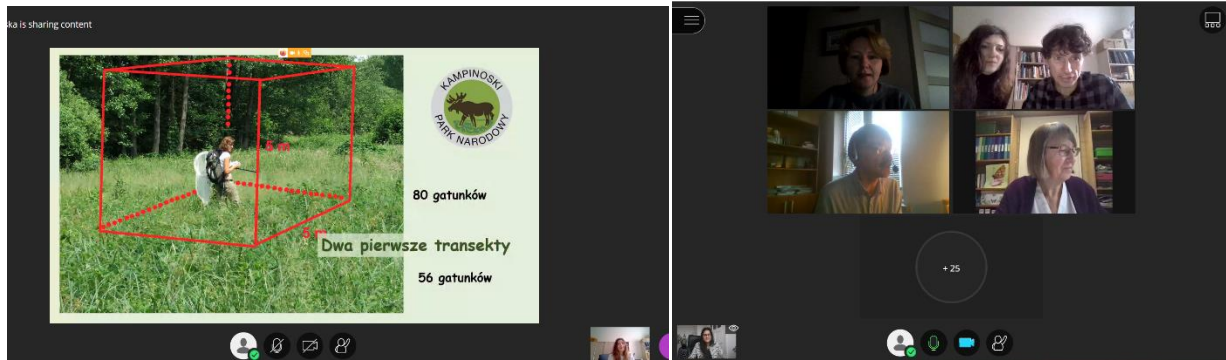 ska is sharing content
KAMPINOSKI
PARK NARODOWY
5 m
80 gatunków
5 m
Dwa pierwsze transekty
56 gatunków
+ 25